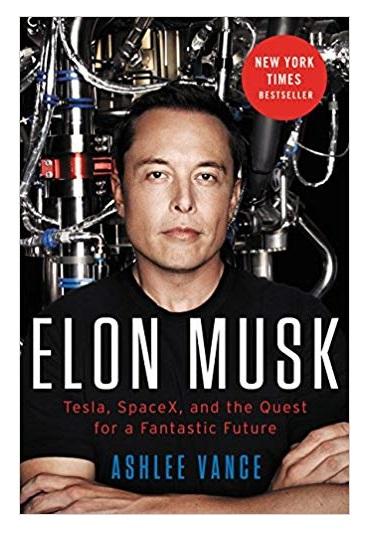 NEW YORK
TIMES
BESTSELLER
ELON MUSK
Tesla, SpaceX, and the Quest
for a Fantastic Future
ASHLEE VANCE